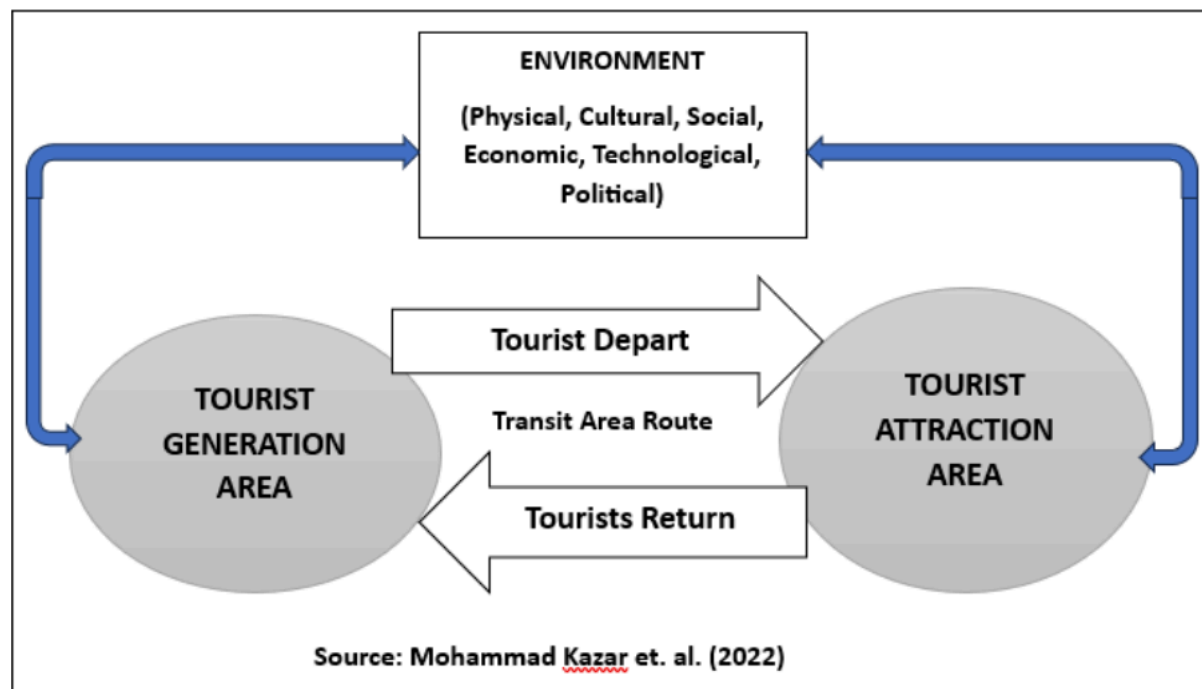 ENVIRONMENT
(Physical, Cultural, Social,
Economic, Technological,
Political)
Tourist Depart
TOURIST
GENERATION
AREA
Transit Area Route
TOURIST
ATTRACTION
AREA
Tourists Return
Source: Mohammad Kazar et. al. (2022)